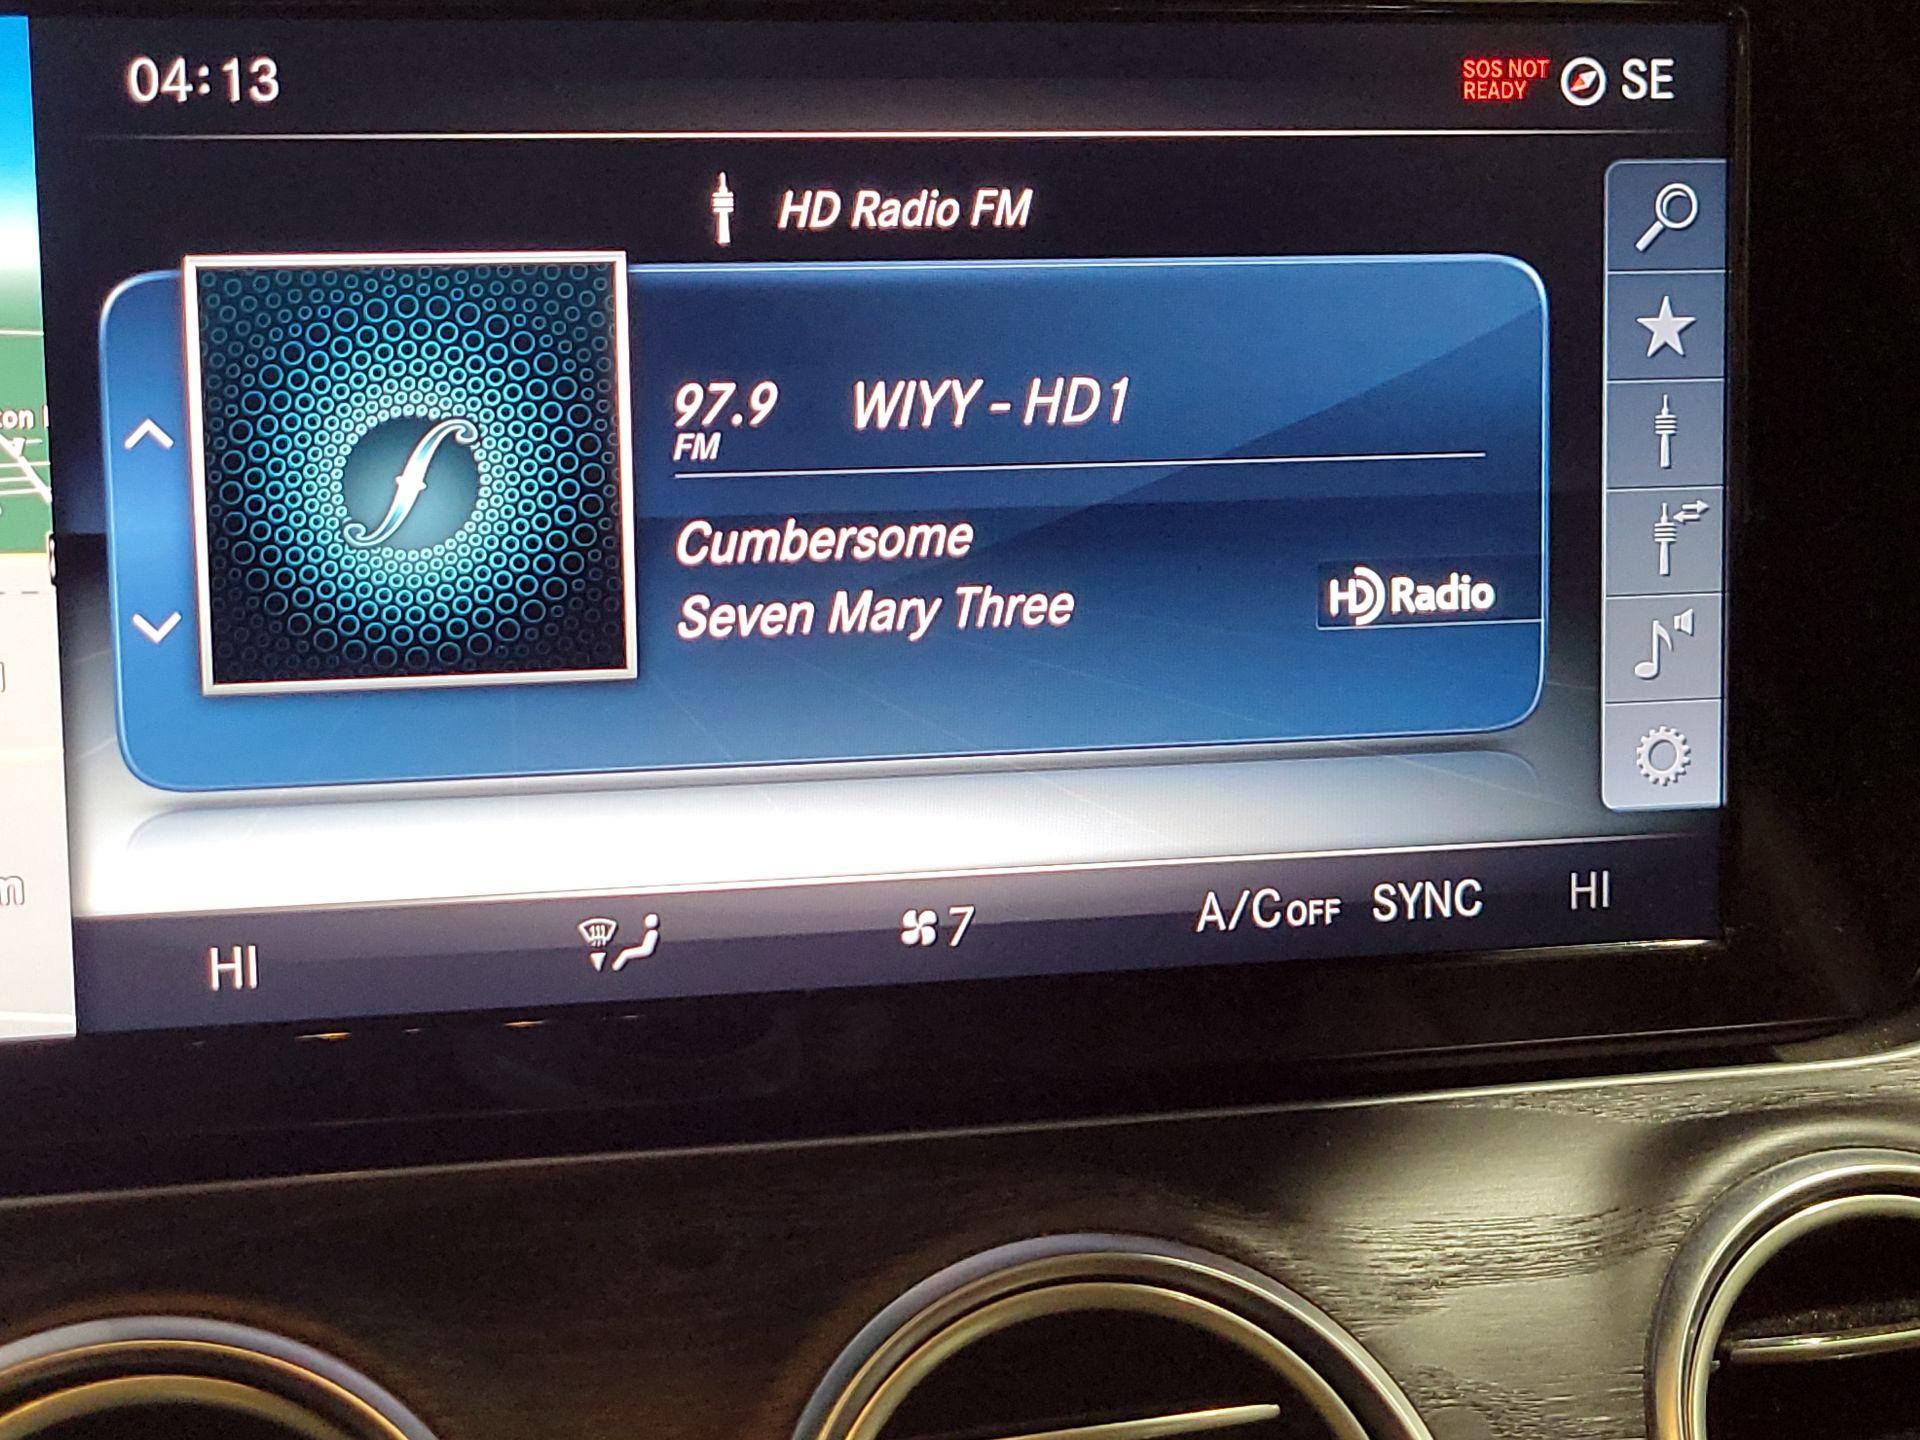 04:13
SOS NOT
READY
SE
HD Radio FM
97.9 WIYY - HD1
FM
Cumbersome
Seven Mary Three
HD Radio
HI
7
A/C OFF SYNC HI